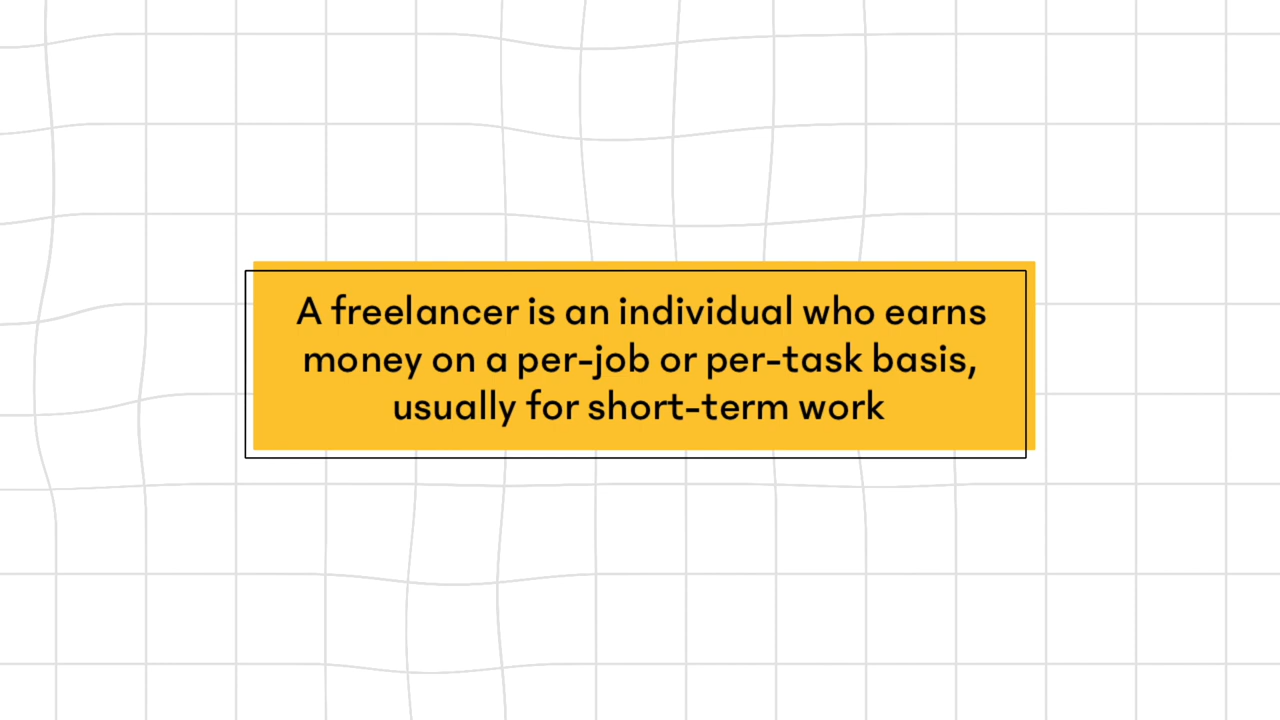 A freelancer is an individual who earns
money on a per-job or per-task basis,
usually for short-term work